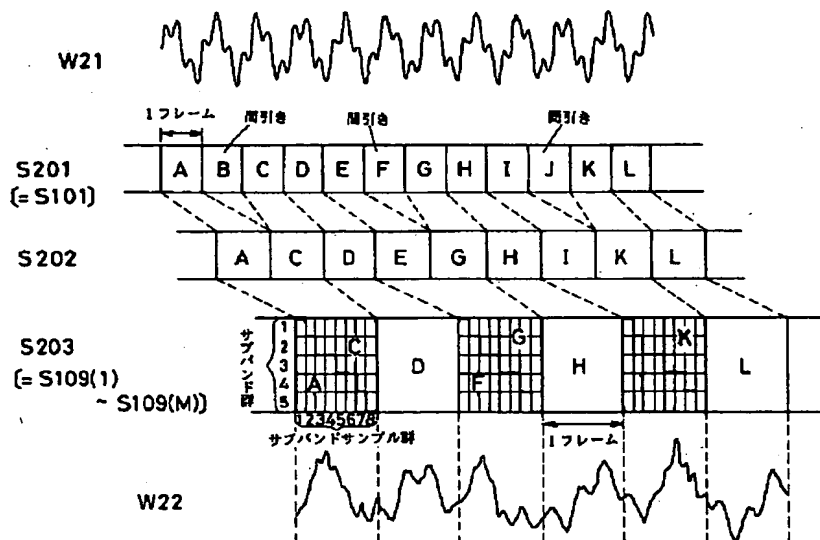 W21
1フレーム 間引き 間引き 間引き
S201 A B C D E F G H I J K L
[=S101]
S202 A C D E G H I K L
S203
[=S109(1)
~S109(M)]
サブバンド群
1
2
3
4
5
A C D F G H K L
12345678
サブバンドサンプル群 1フレーム
W22